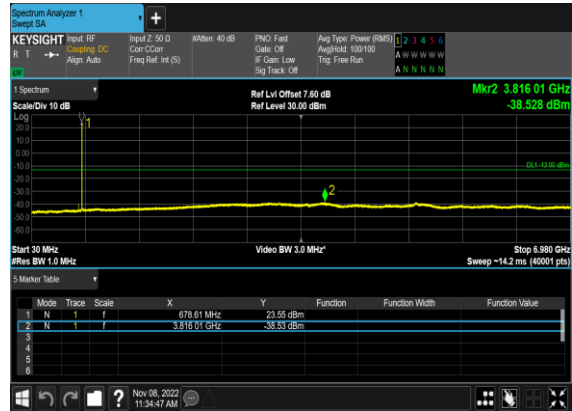 Spectrum Analyzer 1
Swept SA
KEYSIGHT Input: RF Input Z: 50 Ω #Atten: 40 dB PNO: Fast Avg Type: Power (RMS) 1 2 3 4 5 6
R T Coupling: DC Corr CCorr Gate: Off Avg|Hold: 100/100 A W W W W W
Align: Auto Freq Ref: Int (S) IF Gain: Low Trig: Free Run
LW Sig Track: Off A N N N N N
1 Spectrum
Ref Lvl Offset 7.60 dB Mkr2 3.816 01 GHz
Scale/Div 10 dB Ref Level 30.00 dBm -38.528 dBm
Log
1
20.0
10.0
0.00
-10.0
DL1 -13.00 dBm
-20.0
-30.0
2
-40.0
-50.0
-60.0
Start 30 MHz Video BW 3.0 MHz* Stop 6.980 GHz
#Res BW 1.0 MHz Sweep ~14.2 ms (40001 pts)
5 Marker Table
Mode Trace Scale X Y Function Function Width Function Value
1 N 1 f 678.61 MHz 23.55 dBm
2 N 1 f 3.816 01 GHz -38.53 dBm
3
4
5
6
? Nov 08, 2022
11:34:47 AM